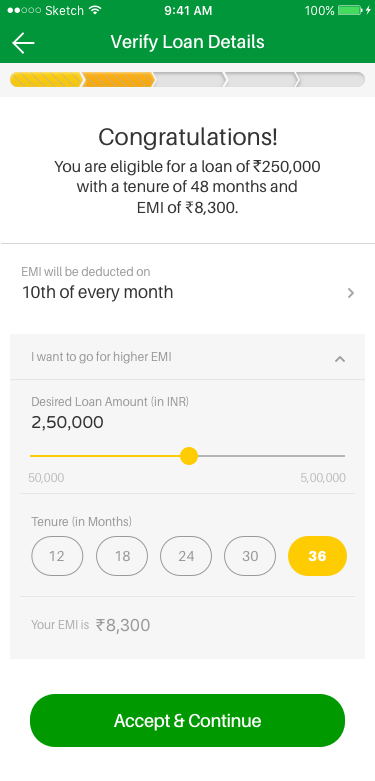 Sketch 9:41 AM 100%
Verify Loan Details
Congratulations!
You are eligible for a loan of ₹250,000
with a tenure of 48 months and
EMI of ₹8,300.
EMI will be deducted on
10th of every month
I want to go for higher EMI
Desired Loan Amount (in INR)
2,50,000
50,000 5,00,000
Tenure (in Months)
12 18 24 30 36
Your EMI is ₹8,300
Accept & Continue